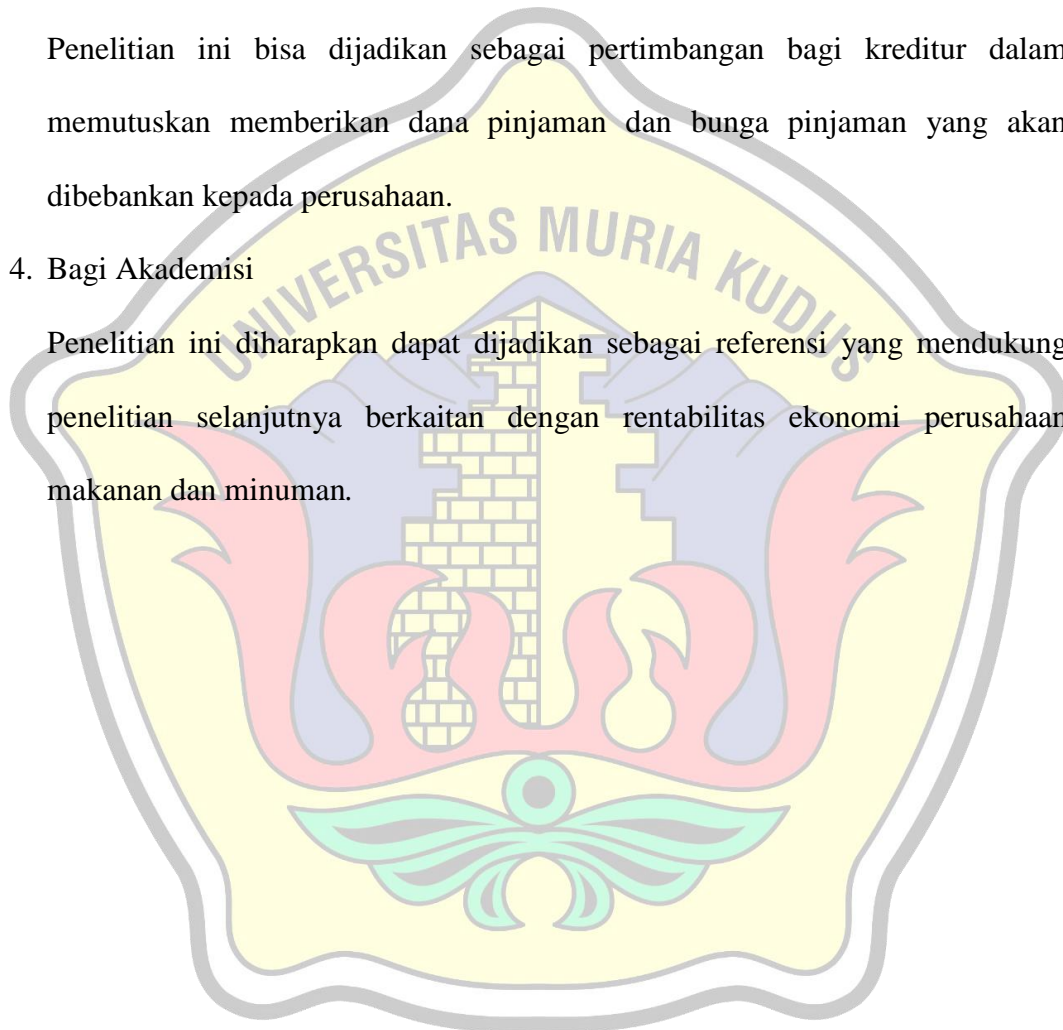 Penelitian ini bisa dijadikan sebagai pertimbangan bagi kreditur dalam
memutuskan memberikan dana pinjaman dan bunga pinjaman yang akan
dibebankan kepada perusahaan.
UNIVERSITAS MURIA KUDUS
4. Bagi Akademisi
Penelitian ini diharapkan dapat dijadikan sebagai referensi yang mendukung
penelitian selanjutnya berkaitan dengan rentabilitas ekonomi perusahaan
makanan dan minuman.